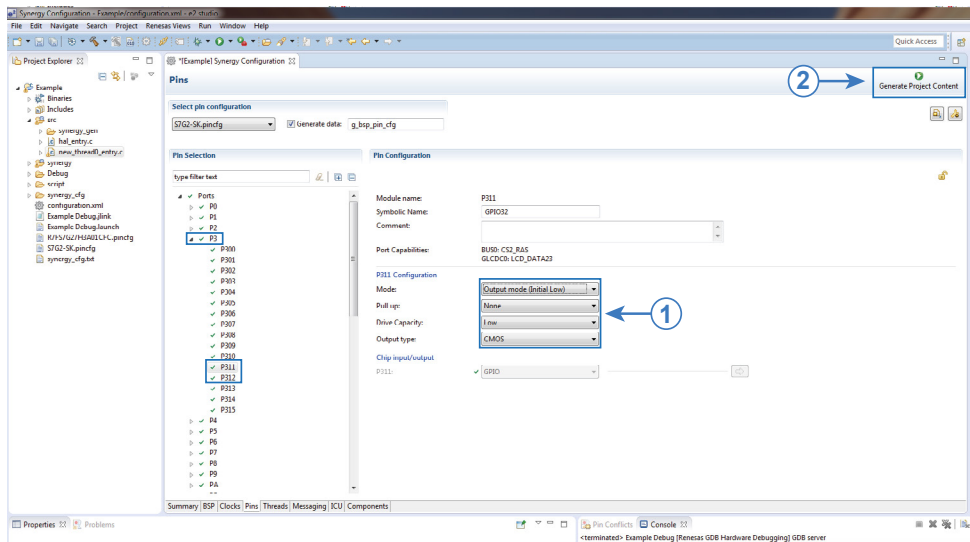 Synergy Configuration - Example/configuration.xml - e2 studio
File Edit Navigate Search Project Renesas Views Run Window Help
Quick Access
Project Explorer
Example
Binaries
Includes
src
synergy_gen
hal_entry.c
new_thread0_entry.c
synergy
Debug
script
synergy_cfg
configuration.xml
Example Debug.jlink
Example Debug.launch
R7FS7G27H3A01CFC.pincfg
S7G2-SK.pincfg
synergy_cfg.txt
*[Example] Synergy Configuration
Pins
2
Generate Project Content
Select pin configuration
S7G2-SK.pincfg
Generate data: g_bsp_pin_cfg
Pin Selection
type filter text
Ports
P0
P1
P2
P3
P300
P301
P302
P303
P304
P305
P306
P307
P308
P309
P310
P311
P312
P313
P314
P315
P4
P5
P6
P7
P8
P9
PA
Pin Configuration
Module name: P311
Symbolic Name: GPIO32
Comment:
Port Capabilities: BUS0: CS2_RAS
GLCDC0: LCD_DATA23
P311 Configuration
Mode: Output mode (Initial Low)
Pull up: None
Drive Capacity: Low
Output type: CMOS
1
Chip input/output
P311: GPIO
Summary BSP Clocks Pins Threads Messaging ICU Components
Properties Problems
Pin Conflicts Console
<terminated> Example Debug [Renesas GDB Hardware Debugging] GDB server